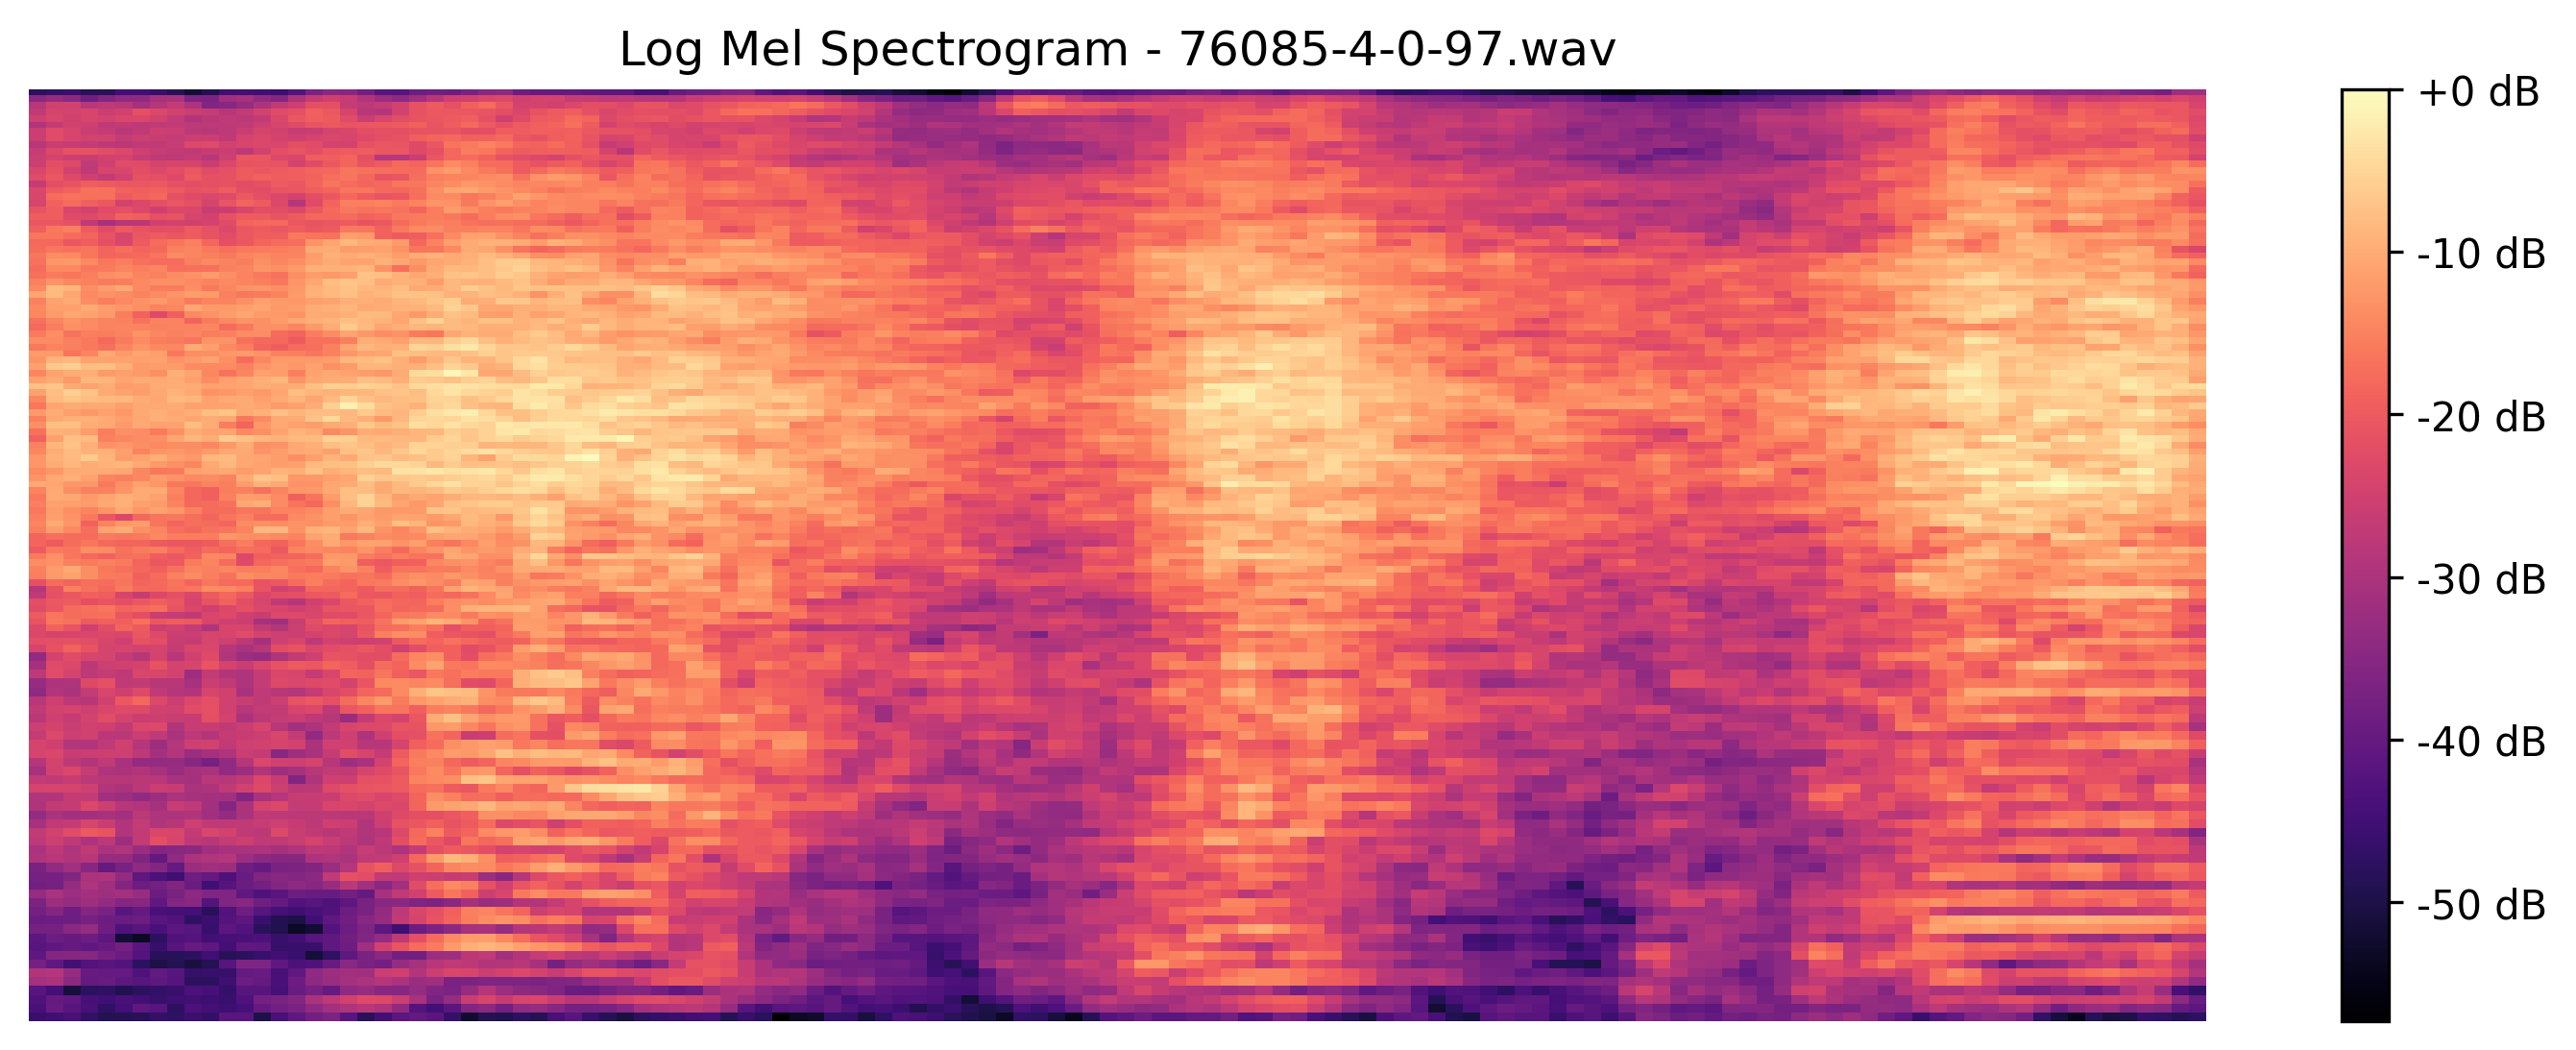 Log Mel Spectrogram - 76085-4-0-97.wav
+0 dB
-10 dB
-20 dB
-30 dB
-40 dB
-50 dB